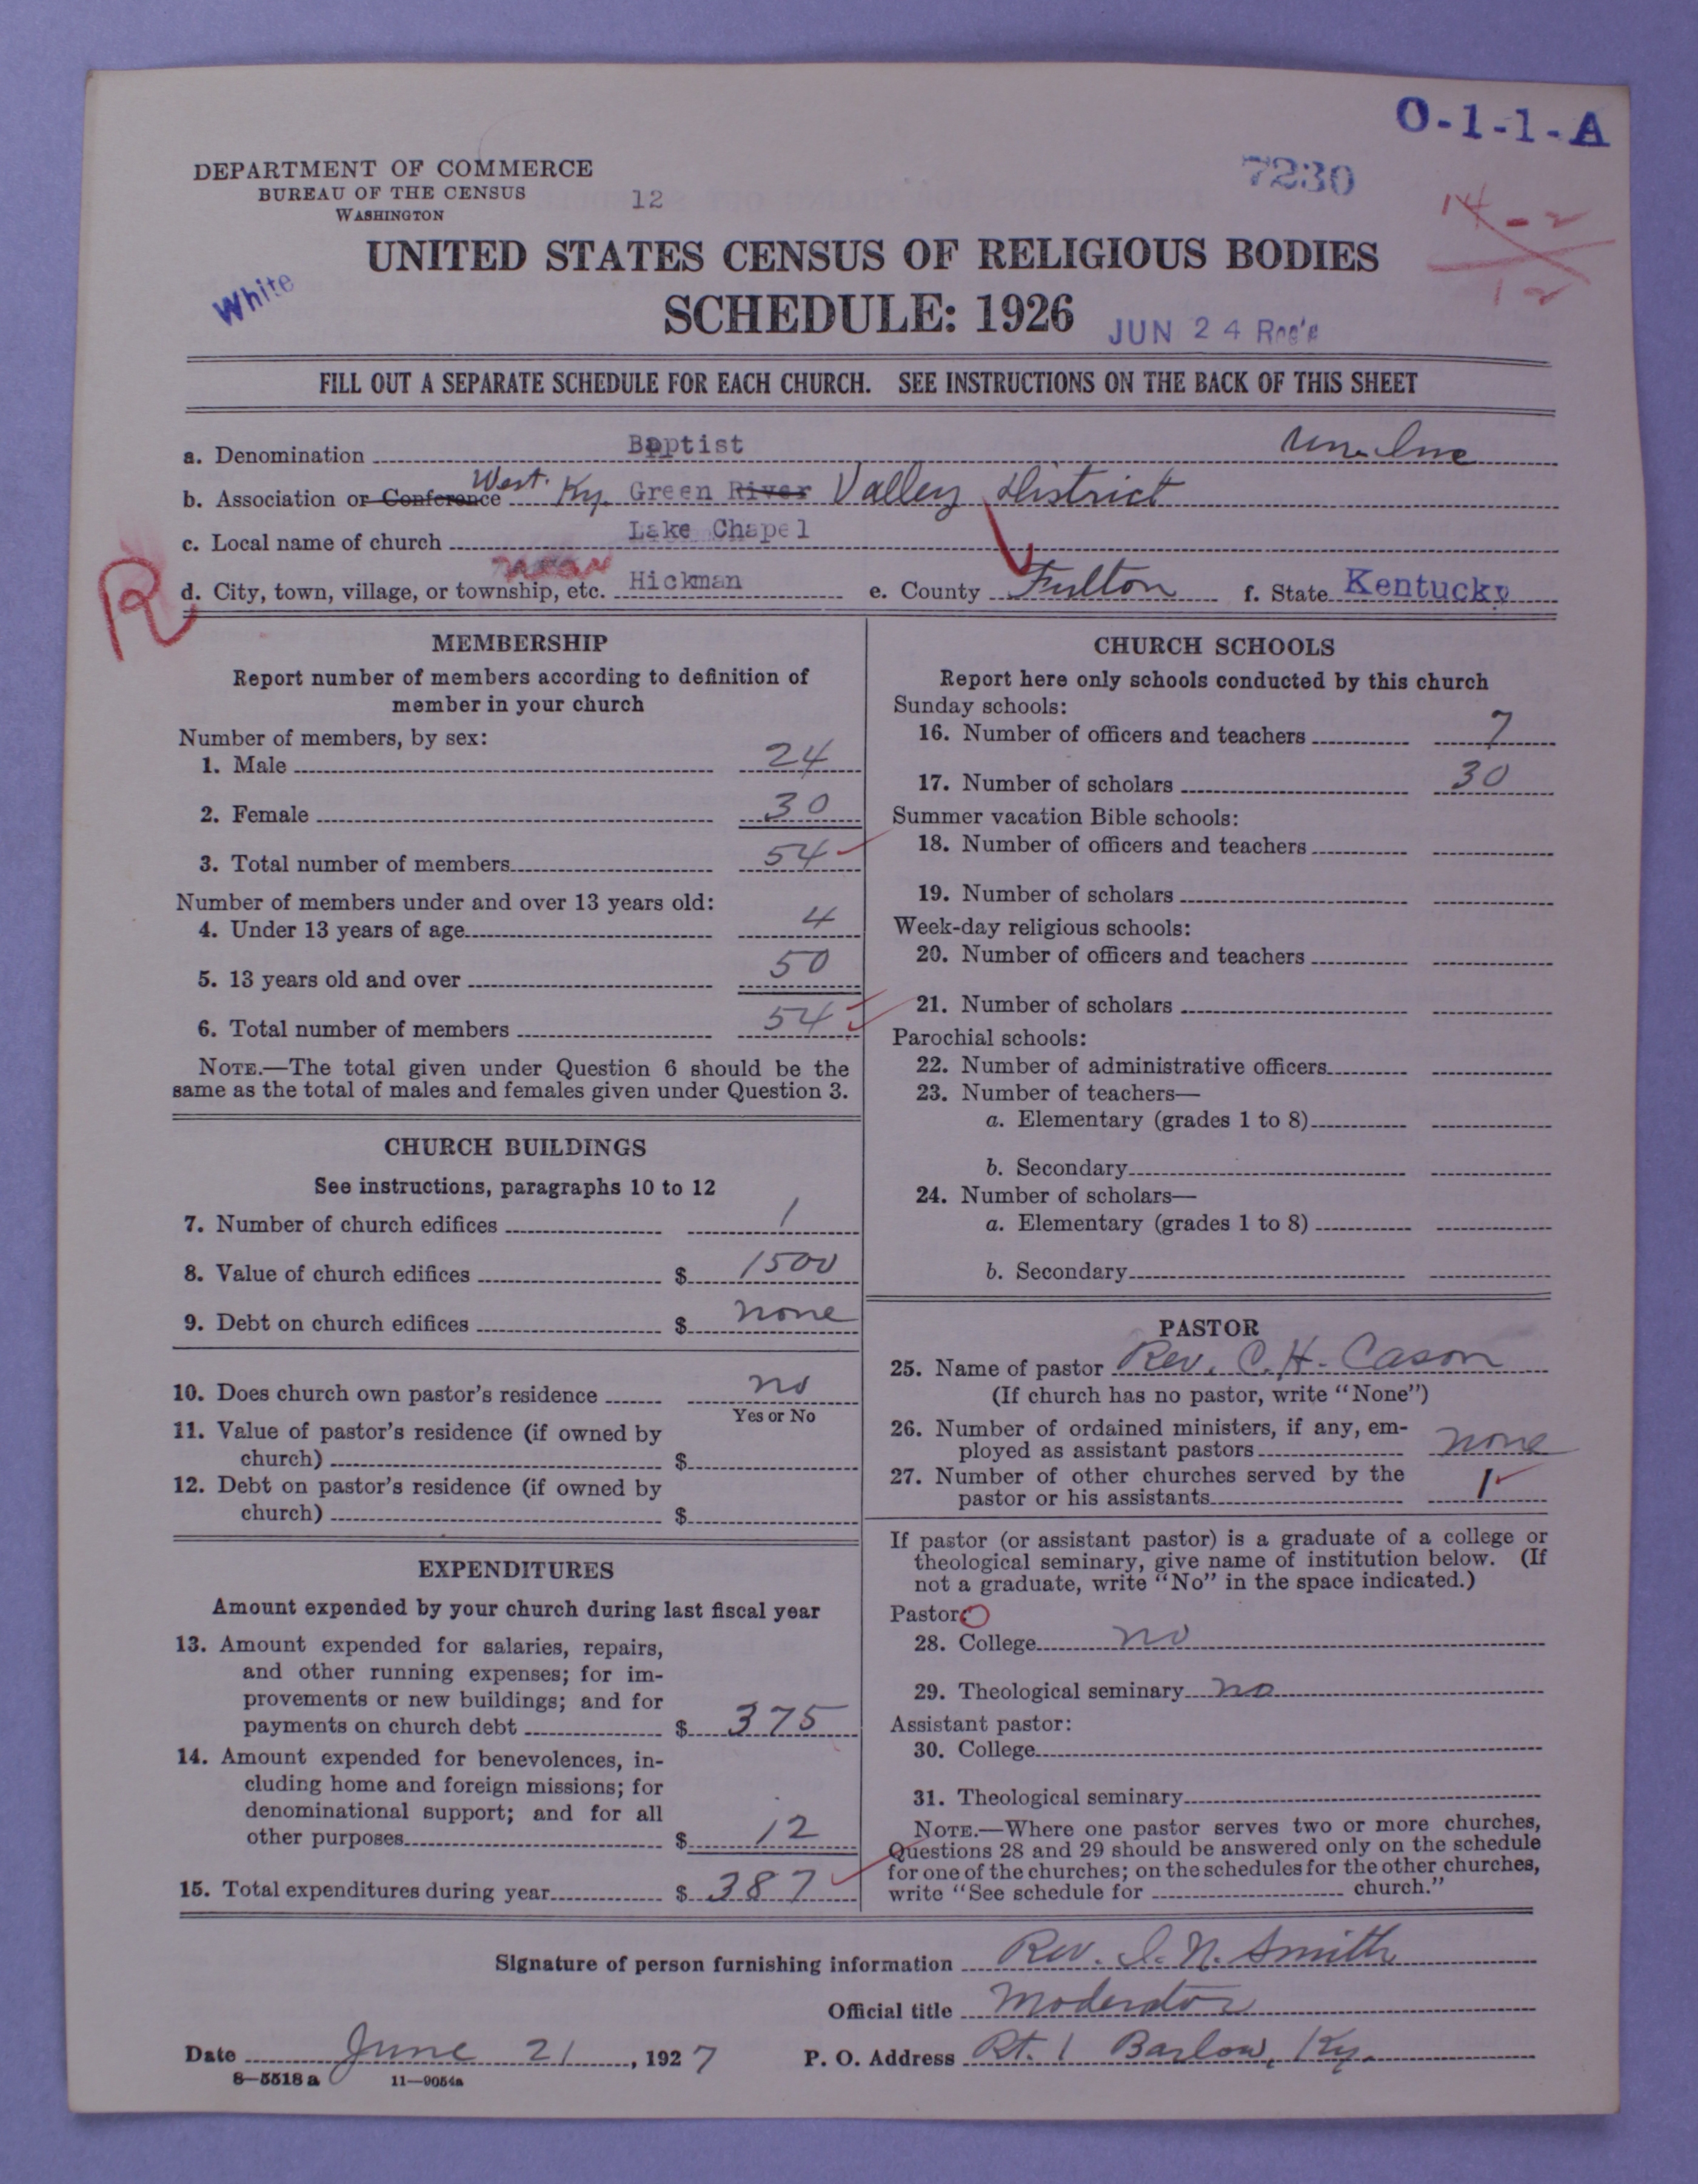 O-1-1-A
7230
DEPARTMENT OF COMMERCE
BUREAU OF THE CENSUS
WASHINGTON
12
14-2
12
UNITED STATES CENSUS OF RELIGIOUS BODIES
White
SCHEDULE: 1926
JUN 24 Rec'd
FILL OUT A SEPARATE SCHEDULE FOR EACH CHURCH. SEE INSTRUCTIONS ON THE BACK OF THIS SHEET
a. Denomination Baptist
b. Association or Conference West. Ky. Green River Valley District
c. Local name of church Lake Chapel
R
d. City, town, village, or township, etc. near Hickman e. County Fulton f. State Kentucky
MEMBERSHIP
Report number of members according to definition of
member in your church
Number of members, by sex:
1. Male 24
2. Female 30
3. Total number of members 54
Number of members under and over 13 years old:
4. Under 13 years of age 4
5. 13 years old and over 50
6. Total number of members 54
NOTE.—The total given under Question 6 should be the
same as the total of males and females given under Question 3.
CHURCH BUILDINGS
See instructions, paragraphs 10 to 12
7. Number of church edifices 1
8. Value of church edifices $ 1500
9. Debt on church edifices $ none
10. Does church own pastor's residence no
Yes or No
11. Value of pastor's residence (if owned by
church) $
12. Debt on pastor's residence (if owned by
church) $
EXPENDITURES
Amount expended by your church during last fiscal year
13. Amount expended for salaries, repairs,
and other running expenses; for im-
provements or new buildings; and for
payments on church debt $ 375
14. Amount expended for benevolences, in-
cluding home and foreign missions; for
denominational support; and for all
other purposes $ 12
15. Total expenditures during year $ 387
CHURCH SCHOOLS
Report here only schools conducted by this church
Sunday schools:
16. Number of officers and teachers 7
17. Number of scholars 30
Summer vacation Bible schools:
18. Number of officers and teachers
19. Number of scholars
Week-day religious schools:
20. Number of officers and teachers
21. Number of scholars
Parochial schools:
22. Number of administrative officers
23. Number of teachers—
a. Elementary (grades 1 to 8)
b. Secondary
24. Number of scholars—
a. Elementary (grades 1 to 8)
b. Secondary
PASTOR
25. Name of pastor Rev. C. H. Cason
(If church has no pastor, write "None")
26. Number of ordained ministers, if any, em-
ployed as assistant pastors none
27. Number of other churches served by the
pastor or his assistants 1
If pastor (or assistant pastor) is a graduate of a college or
theological seminary, give name of institution below. (If
not a graduate, write "No" in the space indicated.)
Pastor:
28. College no
29. Theological seminary no
Assistant pastor:
30. College
31. Theological seminary
NOTE.—Where one pastor serves two or more churches,
Questions 28 and 29 should be answered only on the schedule
for one of the churches; on the schedules for the other churches,
write "See schedule for church."
Signature of person furnishing information Rev. I. N. Smith
Official title Moderator
Date June 21, 1927 P. O. Address Rt. 1 Barlow, Ky.
8—5518 a 11—9054a